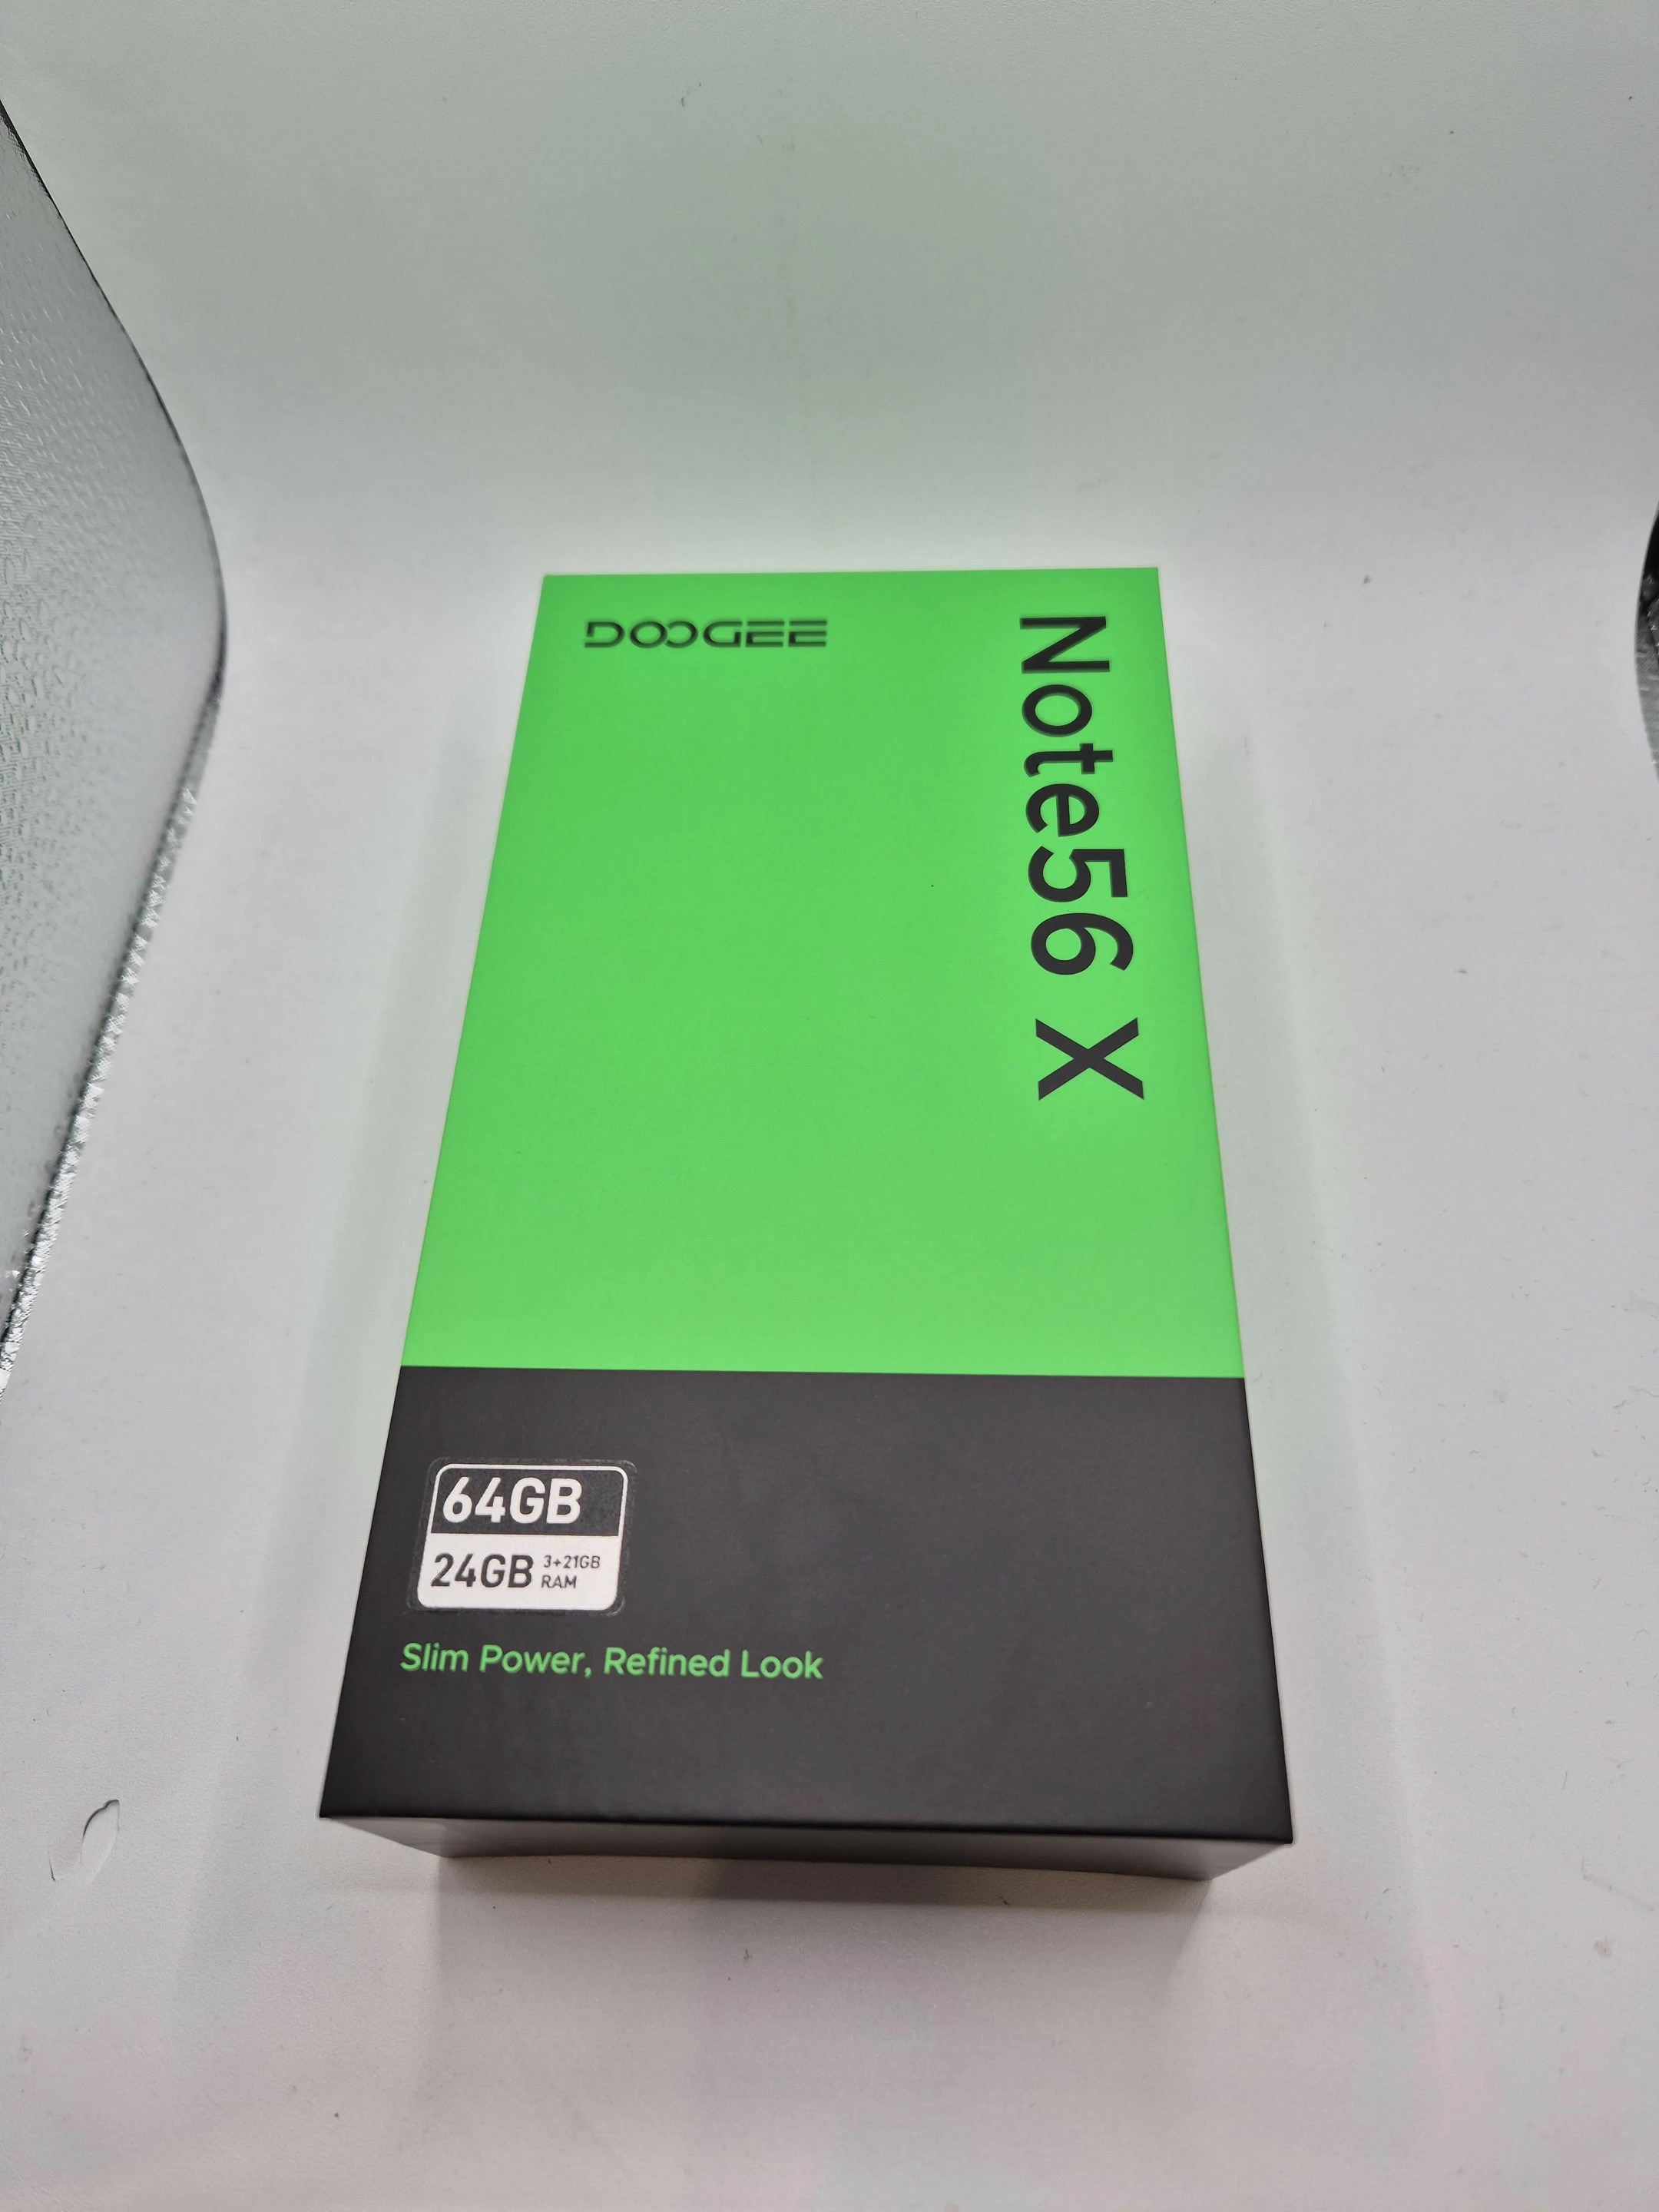 DOOGEE
Note56 X
64GB
24GB 3+21GB
RAM
Slim Power, Refined Look